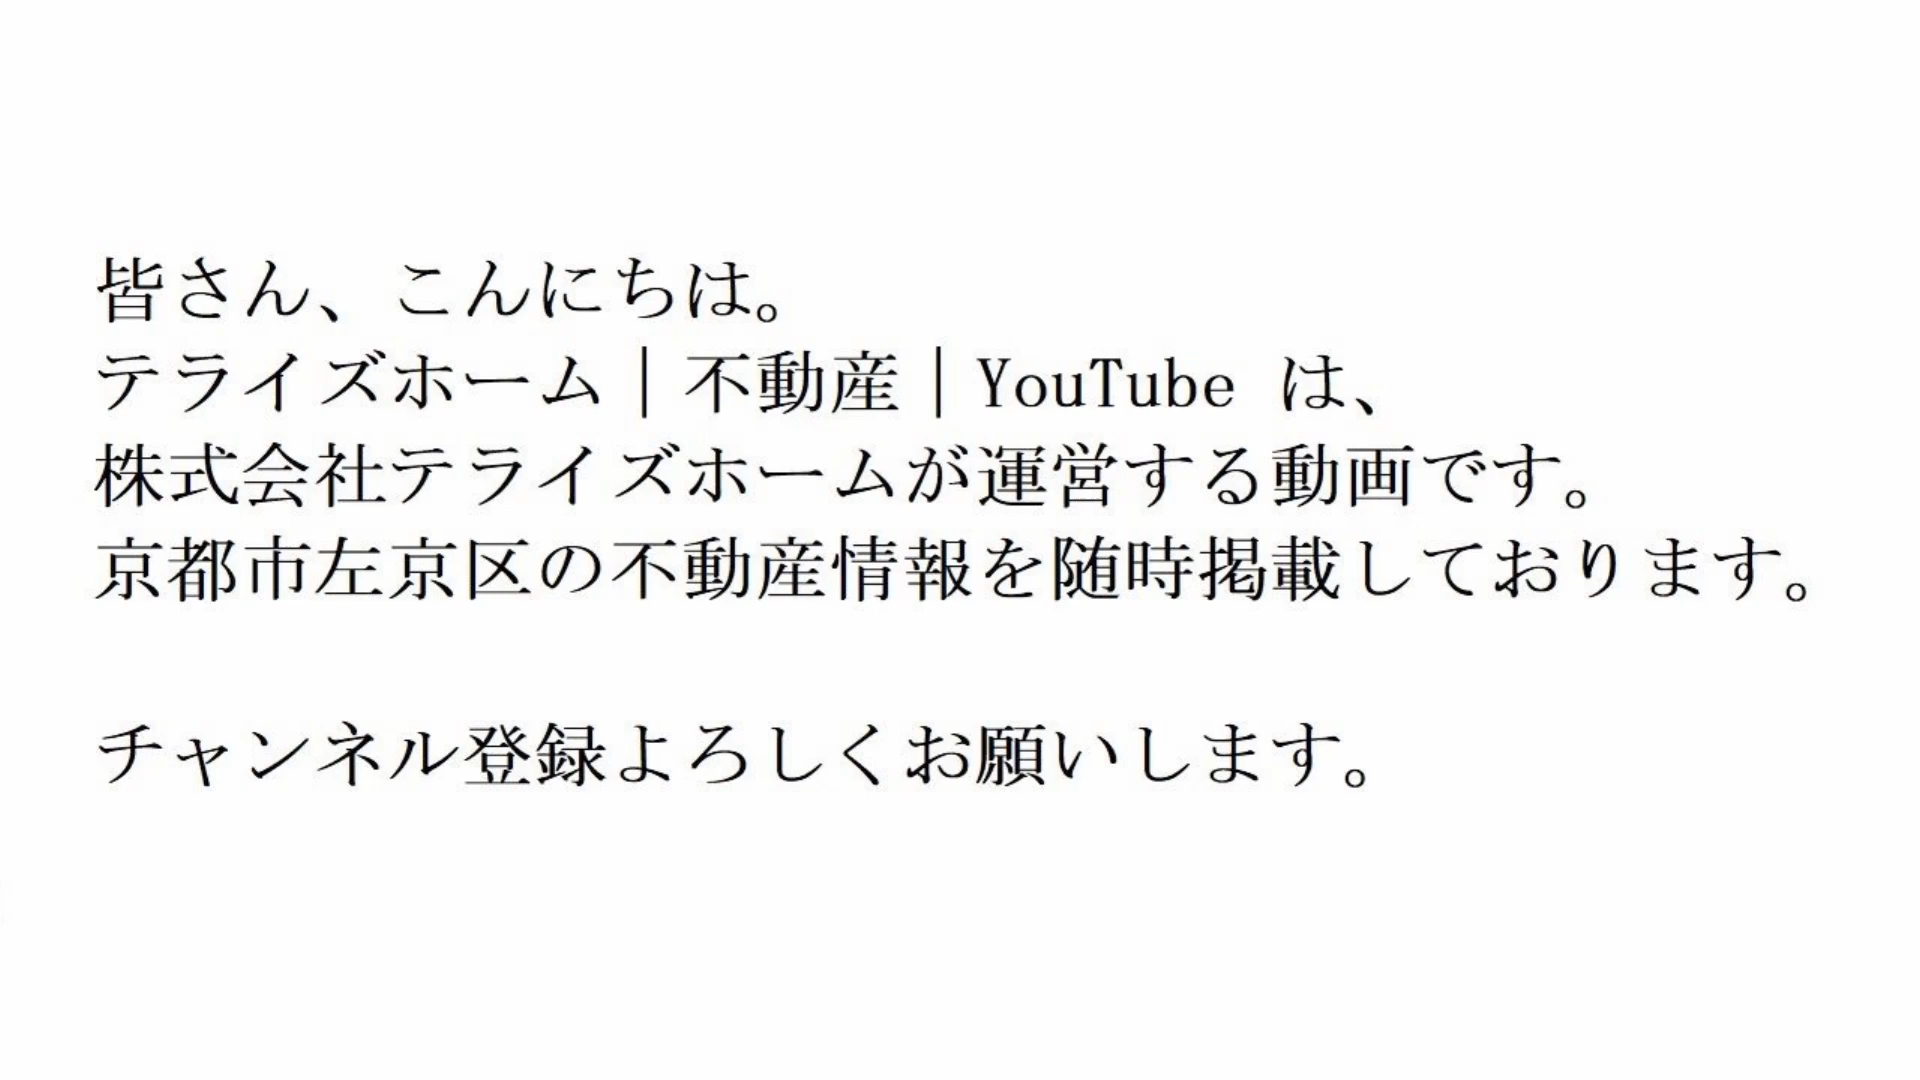 皆さん、こんにちは。
テライズホーム｜不動産｜YouTube は、
株式会社テライズホームが運営する動画です。
京都市左京区の不動産情報を随時掲載しております。
チャンネル登録よろしくお願いします。